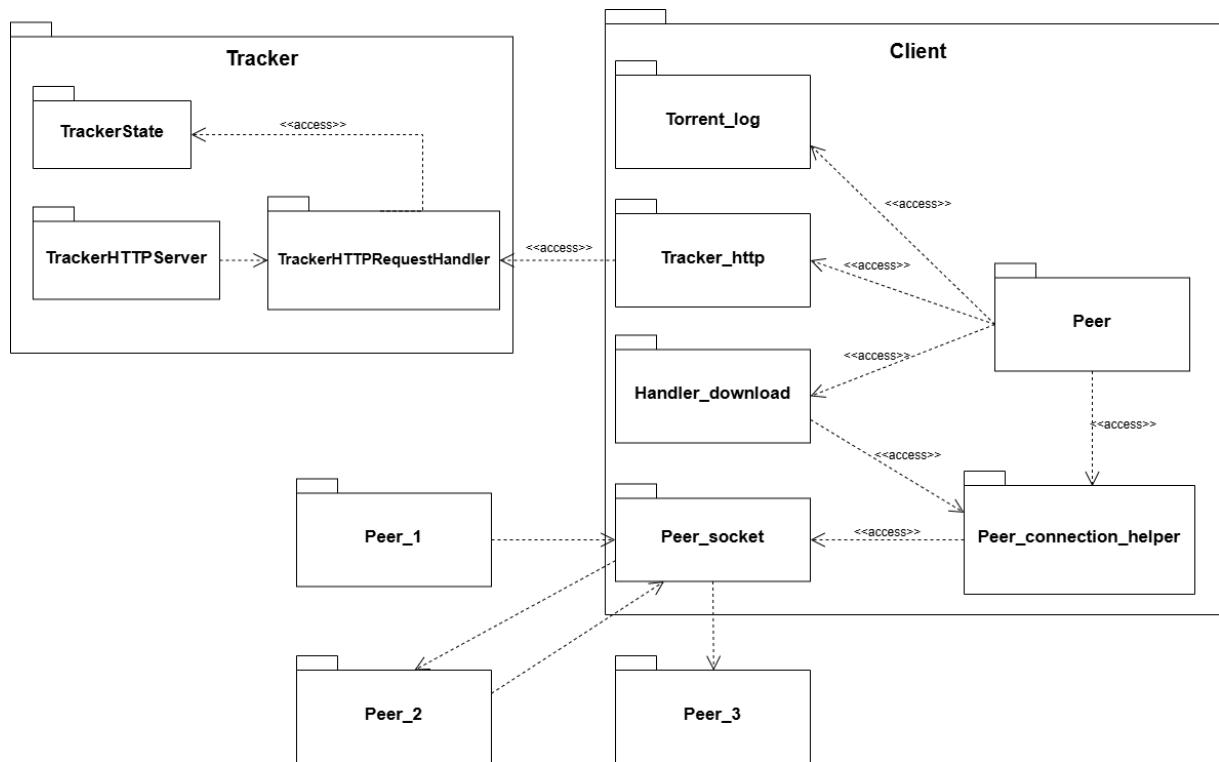 Tracker
Client
TrackerState
<<access>>
Torrent_log
<<access>>
TrackerHTTPServer
TrackerHTTPRequestHandler
<<access>>
Tracker_http
<<access>>
Peer
<<access>>
Handler_download
<<access>>
<<access>>
Peer_1
Peer_socket
<<access>>
Peer_connection_helper
Peer_2
Peer_3